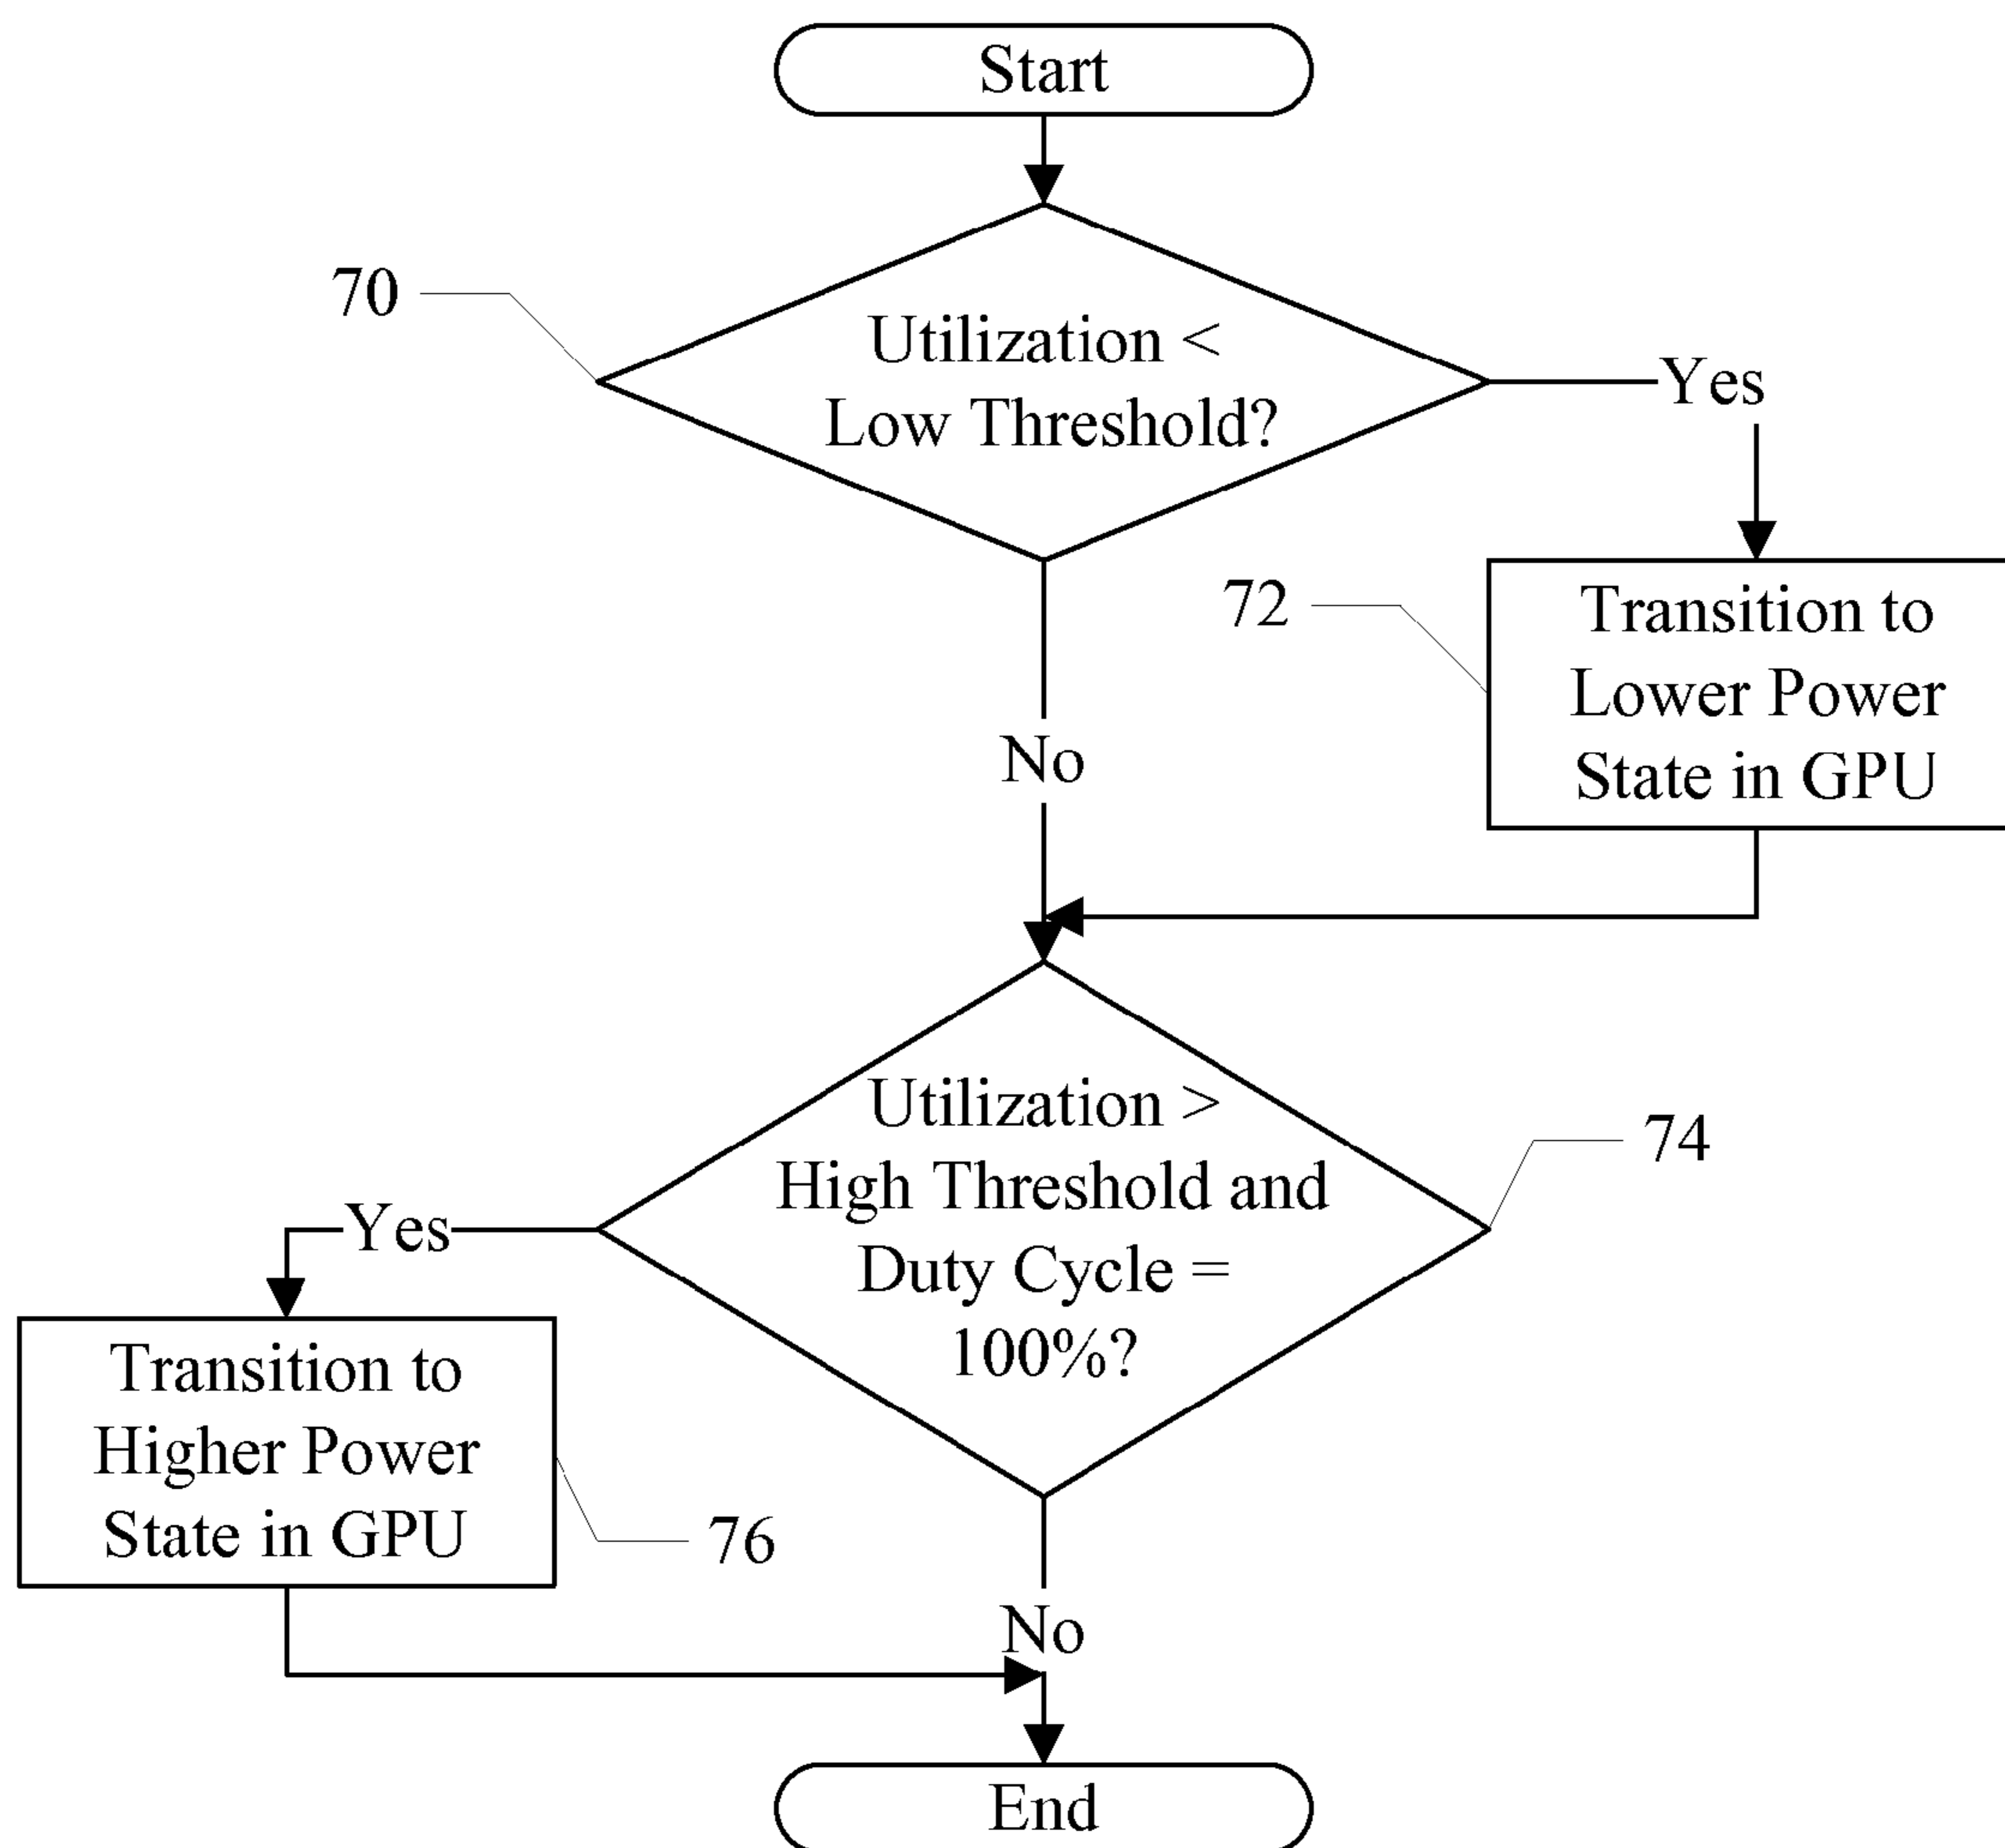 Start
70
Utilization <
Low Threshold?
Yes
72
Transition to
Lower Power
State in GPU
No
Utilization >
High Threshold and
Duty Cycle =
100%?
74
Yes
Transition to
Higher Power
State in GPU
76
No
End